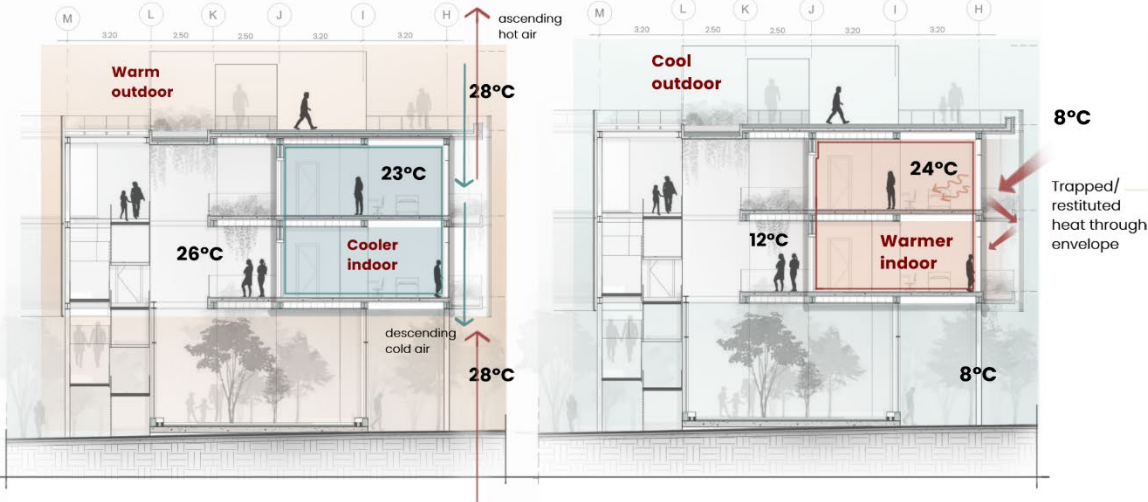 M L K J I H
3.20 2.50 2.50 3.20 3.20
ascending
hot air
Warm
outdoor
28°C
23°C
26°C
Cooler
indoor
descending
cold air
28°C
M L K J I H
3.20 2.50 2.50 3.20 3.20
Cool
outdoor
8°C
24°C
Trapped/
restituted
heat through
envelope
12°C
Warmer
indoor
8°C